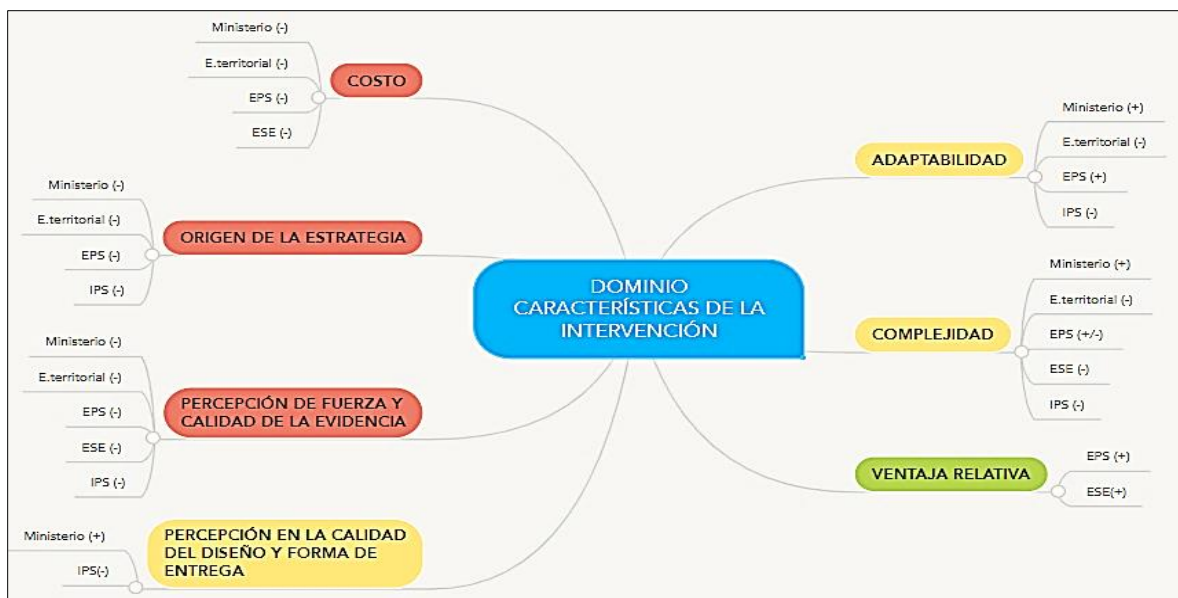 Ministerio (-)
E.territorial (-)
EPS (-)
ESE (-)
COSTO
Ministerio (-)
E.territorial (-)
EPS (-)
IPS (-)
ORIGEN DE LA ESTRATEGIA
Ministerio (-)
E.territorial (-)
EPS (-)
ESE (-)
IPS (-)
PERCEPCIÓN DE FUERZA Y
CALIDAD DE LA EVIDENCIA
Ministerio (+)
IPS(-)
PERCEPCIÓN EN LA CALIDAD
DEL DISEÑO Y FORMA DE
ENTREGA
DOMINIO
CARACTERÍSTICAS DE LA
INTERVENCIÓN
ADAPTABILIDAD
Ministerio (+)
E.territorial (-)
EPS (+)
IPS (-)
COMPLEJIDAD
Ministerio (+)
E.territorial (-)
EPS (+/-)
ESE (-)
IPS (-)
VENTAJA RELATIVA
EPS (+)
ESE(+)